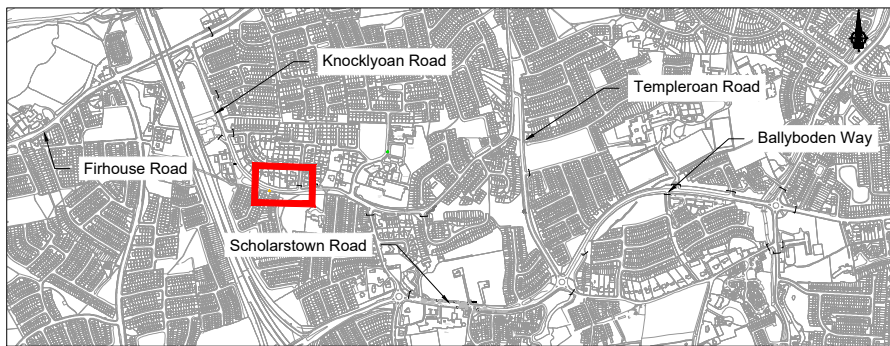 Knocklyoan Road
Templeroan Road
Ballyboden Way
Firhouse Road
Scholarstown Road